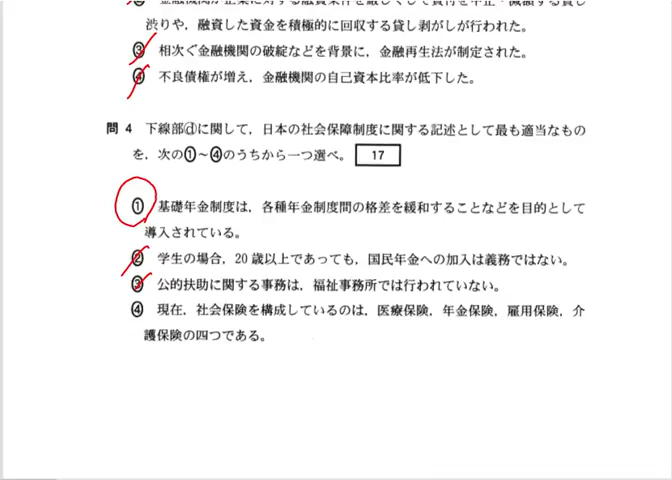 渋りや，融資した資金を積極的に回収する貸し剥がしが行われた。
③ 相次ぐ金融機関の破綻などを背景に，金融再生法が制定された。
④ 不良債権が増え，金融機関の自己資本比率が低下した。
問 4 下線部ⓓに関して，日本の社会保障制度に関する記述として最も適当なもの
を，次の①～④のうちから一つ選べ。 17
① 基礎年金制度は，各種年金制度間の格差を緩和することなどを目的として
導入されている。
② 学生の場合，20歳以上であっても，国民年金への加入は義務ではない。
③ 公的扶助に関する事務は，福祉事務所では行われていない。
④ 現在，社会保険を構成しているのは，医療保険，年金保険，雇用保険，介
護保険の四つである。